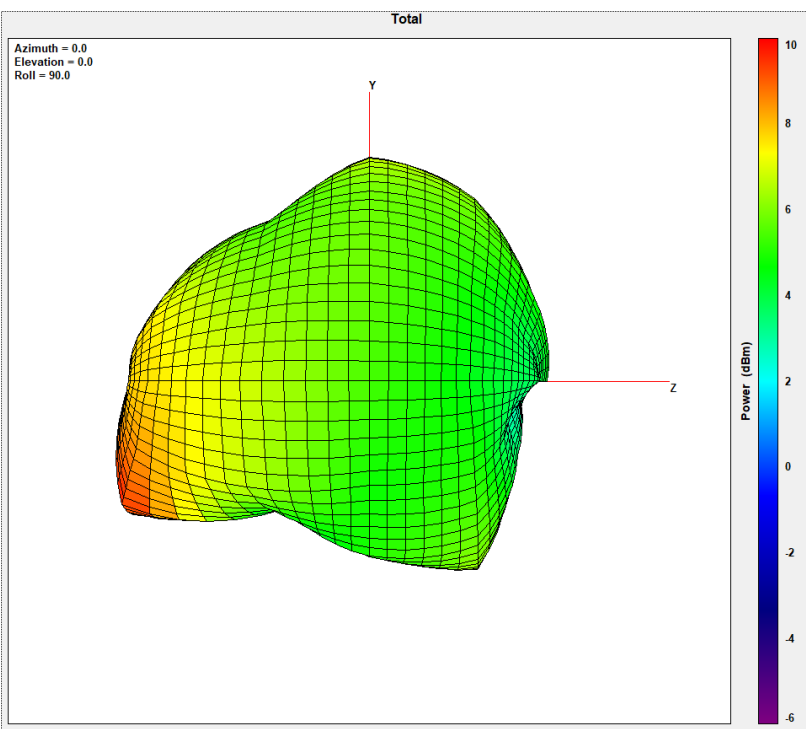 Total
Azimuth = 0.0
Elevation = 0.0
Roll = 90.0
Y
Z
10
8
6
4
2
0
-2
-4
-6
Power (dBm)